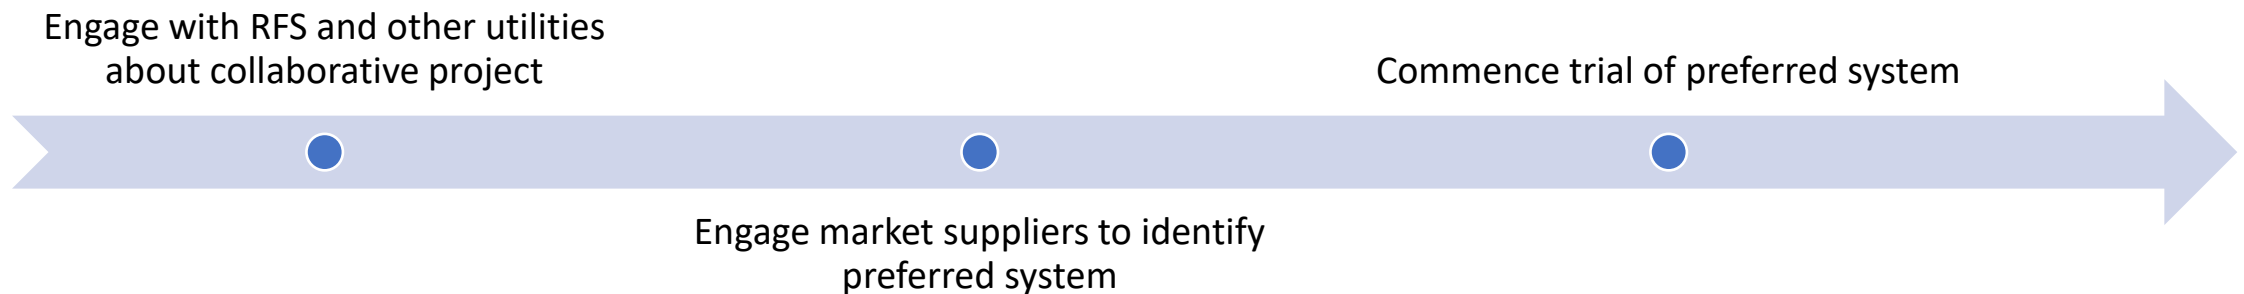 Engage with RFS and other utilities
about collaborative project
Commence trial of preferred system
Engage market suppliers to identify
preferred system